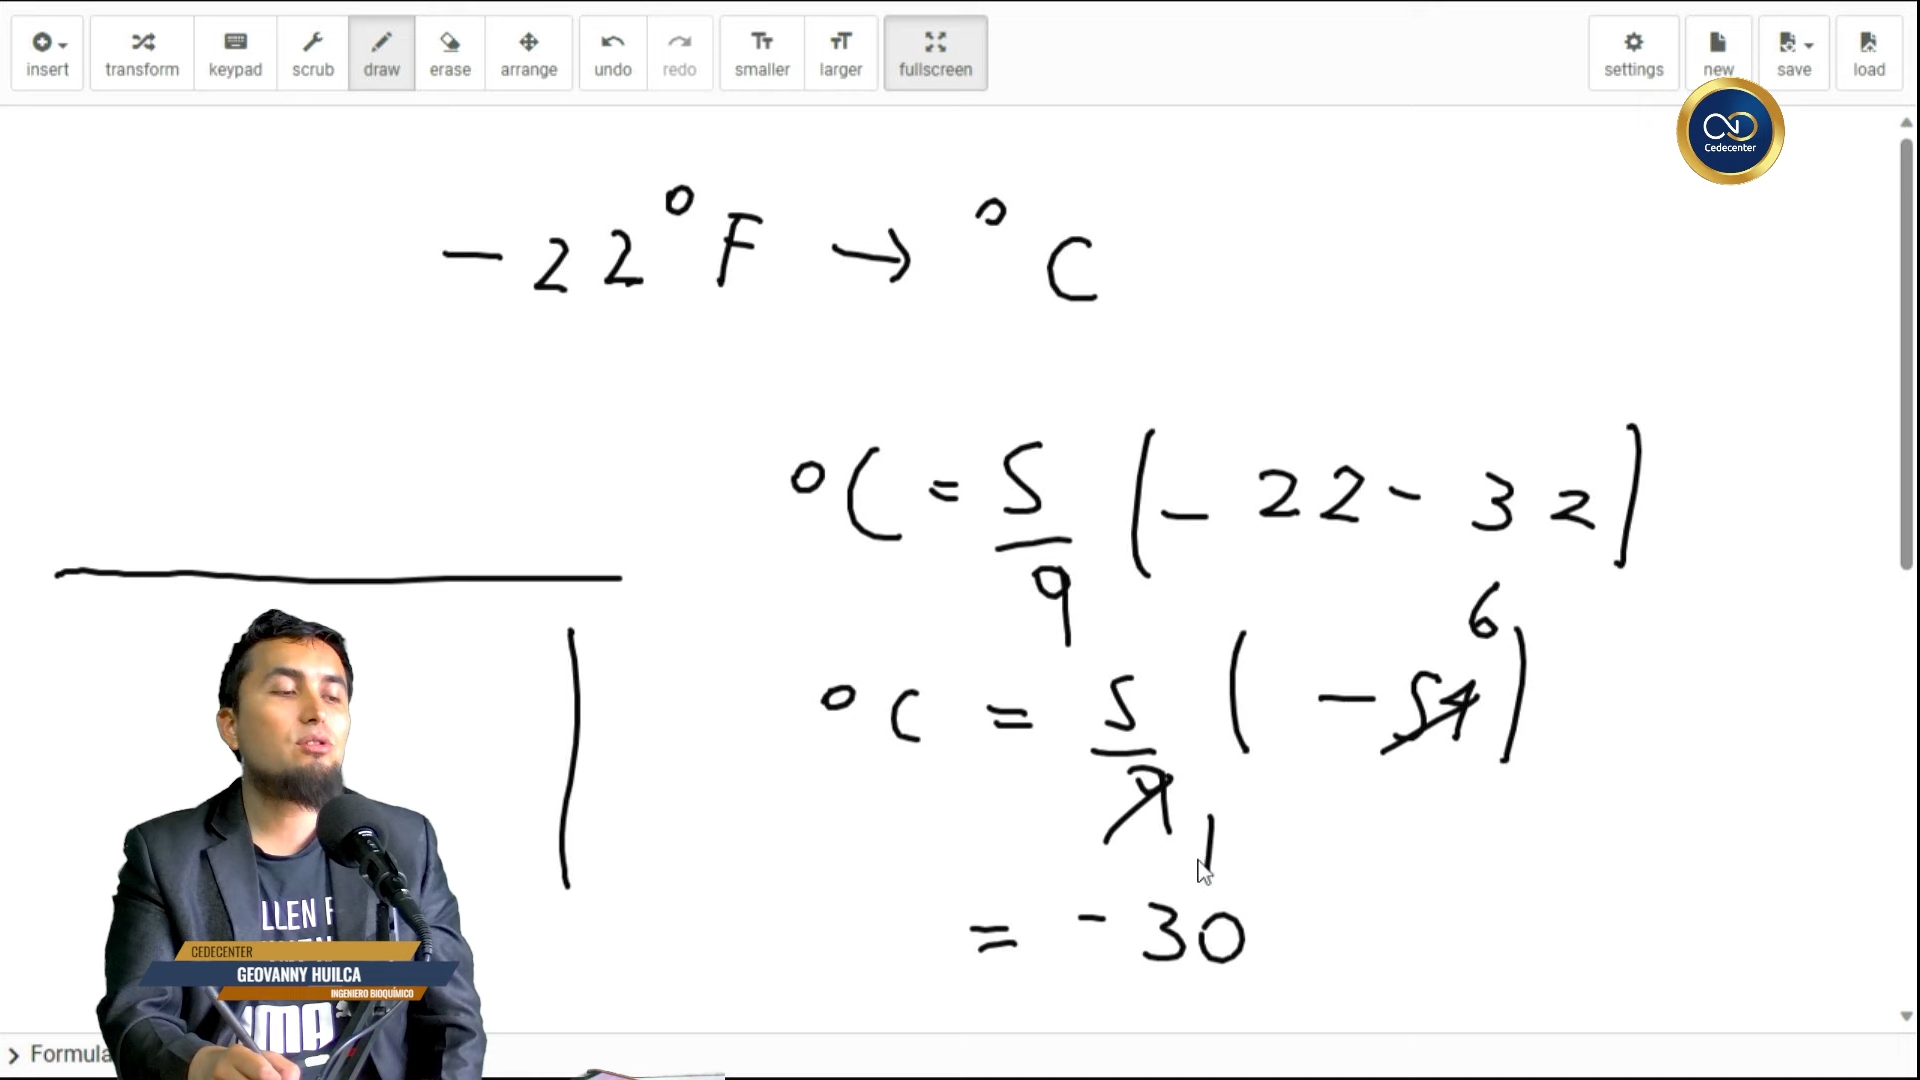 insert transform keypad scrub draw erase arrange undo redo smaller larger fullscreen settings new save load
Cedecenter
-22°F → °C
°C = 5/9 (-22-32)
6
°C = 5/9 (-54)
1
= -30
CEDECENTER
GEOVANNY HUILCA
INGENIERO BIOQUÍMICO
Formula